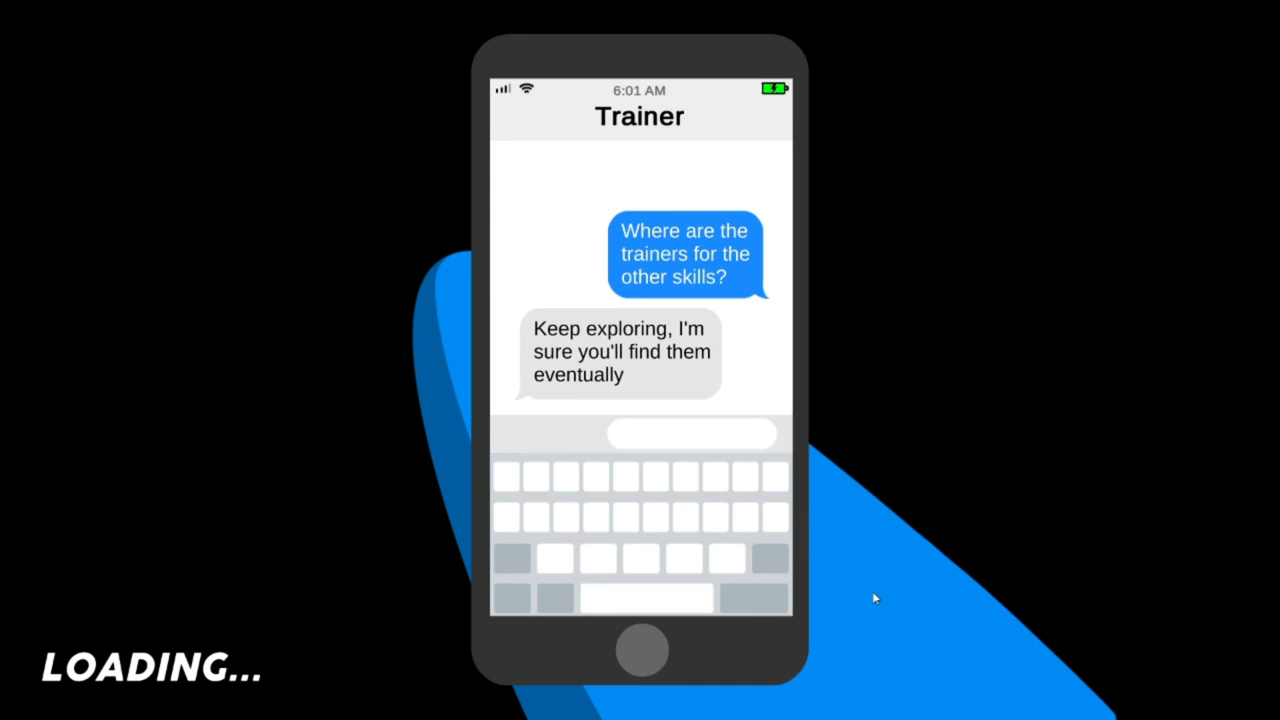 6:01 AM
Trainer
Where are the
trainers for the
other skills?
Keep exploring, I'm
sure you'll find them
eventually
LOADING...